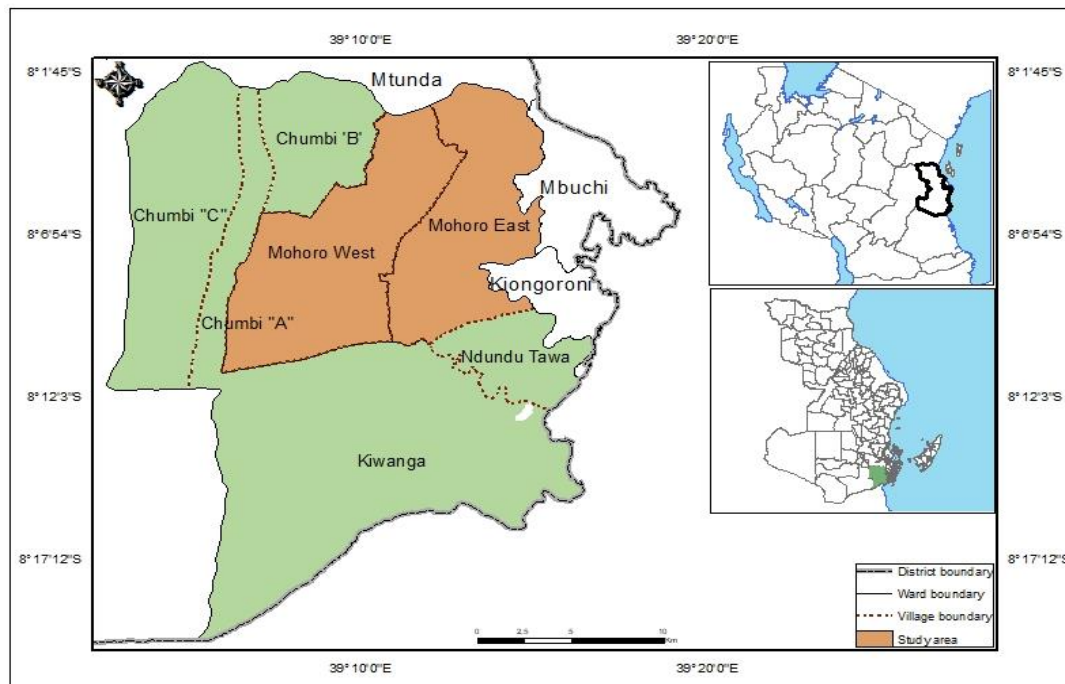 39°10'0"E
39°20'0"E
8°1'45"S
8°1'45"S
Mtunda
Chumbi 'B'
Mbuchi
Chumbi "C"
8°6'54"S
8°6'54"S
Mohoro East
Mohoro West
Kiongoroni
Chumbi "A"
Ndundu Tawa
8°12'3"S
8°12'3"S
Kiwanga
8°17'12"S
8°17'12"S
District boundary
Ward boundary
Village boundary
Study area
0 2.5 5 10
Km
39°10'0"E
39°20'0"E